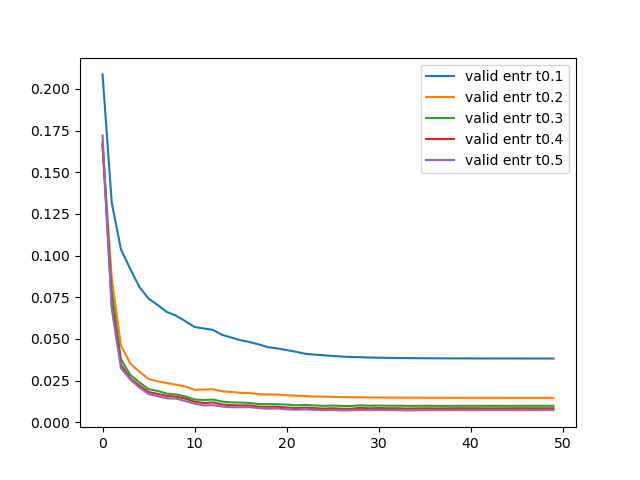 0.200
0.175
0.150
0.125
0.100
0.075
0.050
0.025
0.000
0 10 20 30 40 50
valid entr t0.1
valid entr t0.2
valid entr t0.3
valid entr t0.4
valid entr t0.5